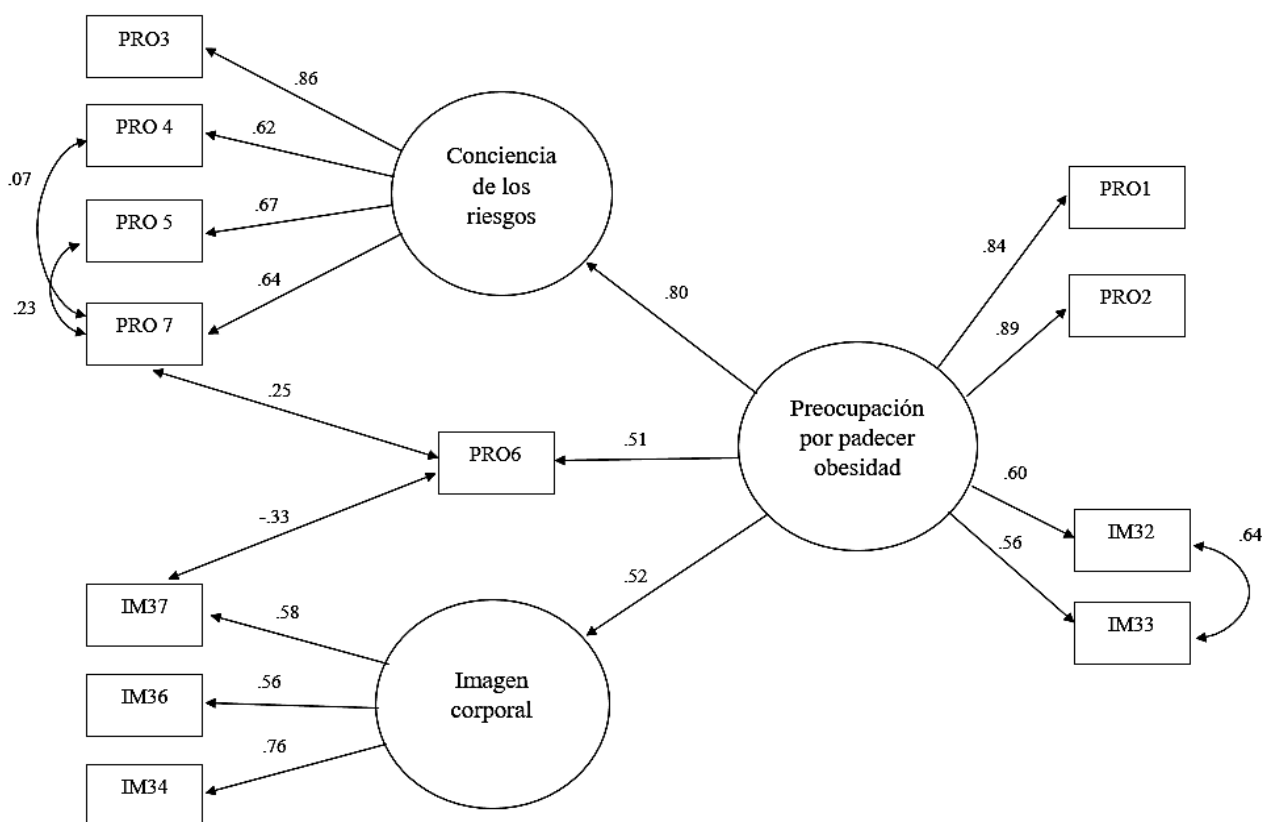 PRO3
.86
PRO 4
.62
Conciencia
de los
riesgos
.07
PRO 5
.67
PRO1
.84
.64
.23
PRO 7
.80
PRO2
.89
.25
Preocupación
por padecer
obesidad
PRO6
.51
.60
-.33
IM32
.64
.56
.52
IM37
.58
IM33
IM36
.56
Imagen
corporal
.76
IM34